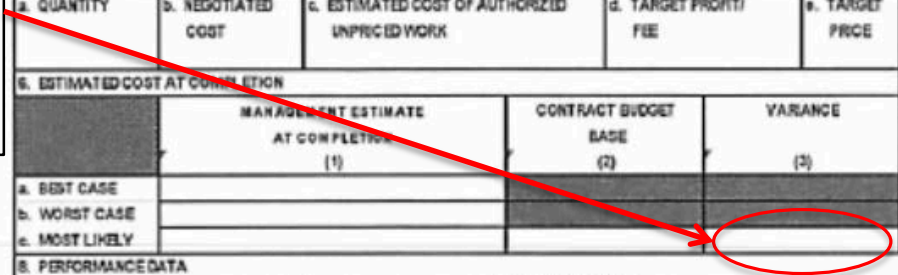 a. QUANTITY
b. NEGOTIATED
COST
c. ESTIMATED COST OF AUTHORIZED
UNPRICED WORK
d. TARGET PROFIT/
FEE
e. TARGET
PRICE
6. ESTIMATED COST AT COMPLETION
MANAGEMENT ESTIMATE
AT COMPLETION
(1)
CONTRACT BUDGET
BASE
(2)
VARIANCE
(3)
a. BEST CASE
b. WORST CASE
c. MOST LIKELY
8. PERFORMANCE DATA